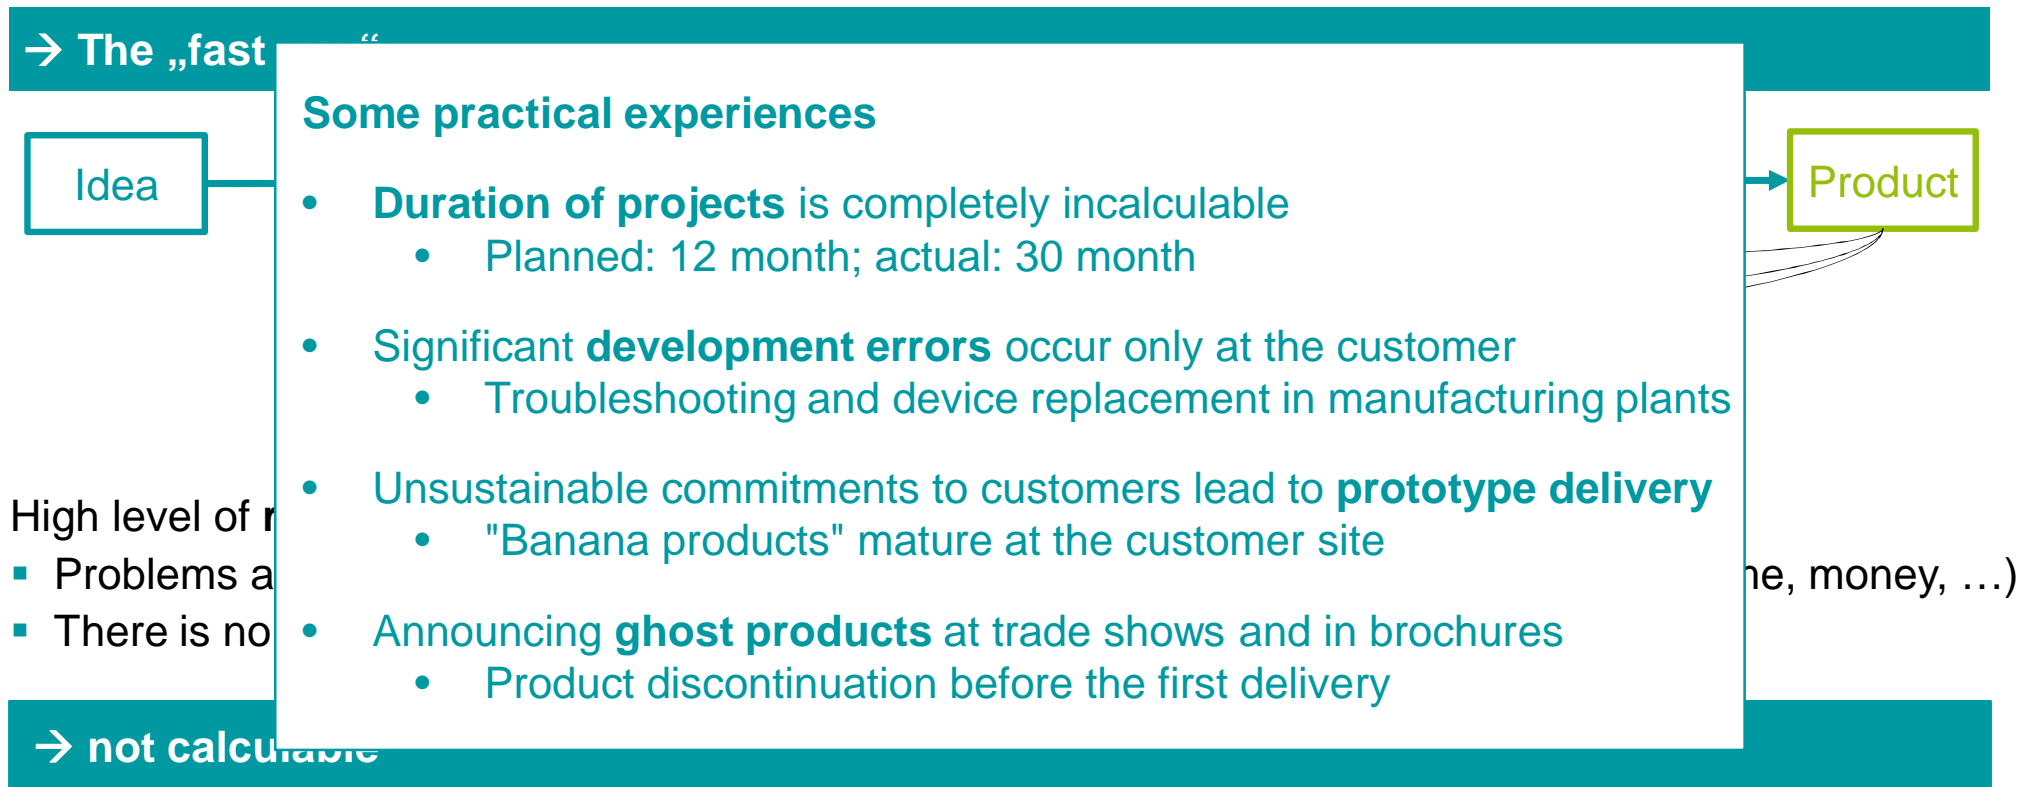 → The „fast
Some practical experiences
Idea
Product
• Duration of projects is completely incalculable
• Planned: 12 month; actual: 30 month
• Significant development errors occur only at the customer
• Troubleshooting and device replacement in manufacturing plants
• Unsustainable commitments to customers lead to prototype delivery
• "Banana products" mature at the customer site
• Announcing ghost products at trade shows and in brochures
• Product discontinuation before the first delivery
High level of
▪ Problems
money, …)
▪ There is no
→ not calculable